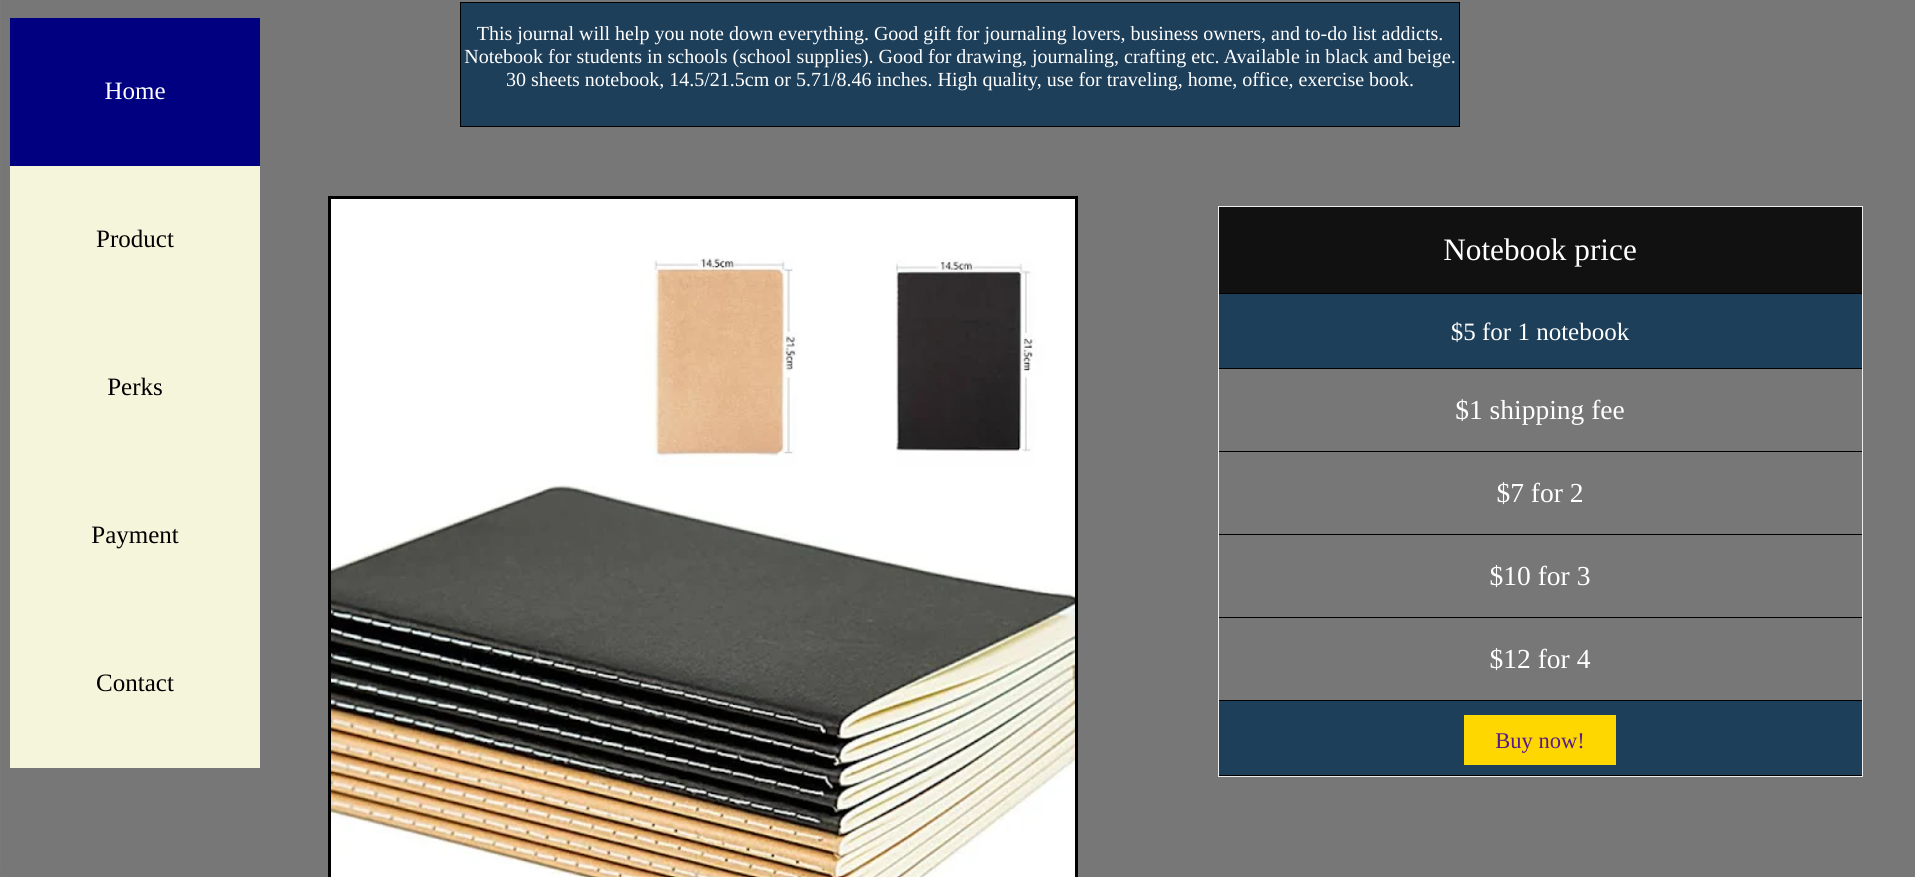 This journal will help you note down everything. Good gift for journaling lovers, business owners, and to-do list addicts.
Notebook for students in schools (school supplies). Good for drawing, journaling, crafting etc. Available in black and beige.
30 sheets notebook, 14.5/21.5cm or 5.71/8.46 inches. High quality, use for traveling, home, office, exercise book.
Home
Product
Perks
Payment
Contact
14.5cm
21.5cm
14.5cm
21.5cm
Notebook price
$5 for 1 notebook
$1 shipping fee
$7 for 2
$10 for 3
$12 for 4
Buy now!